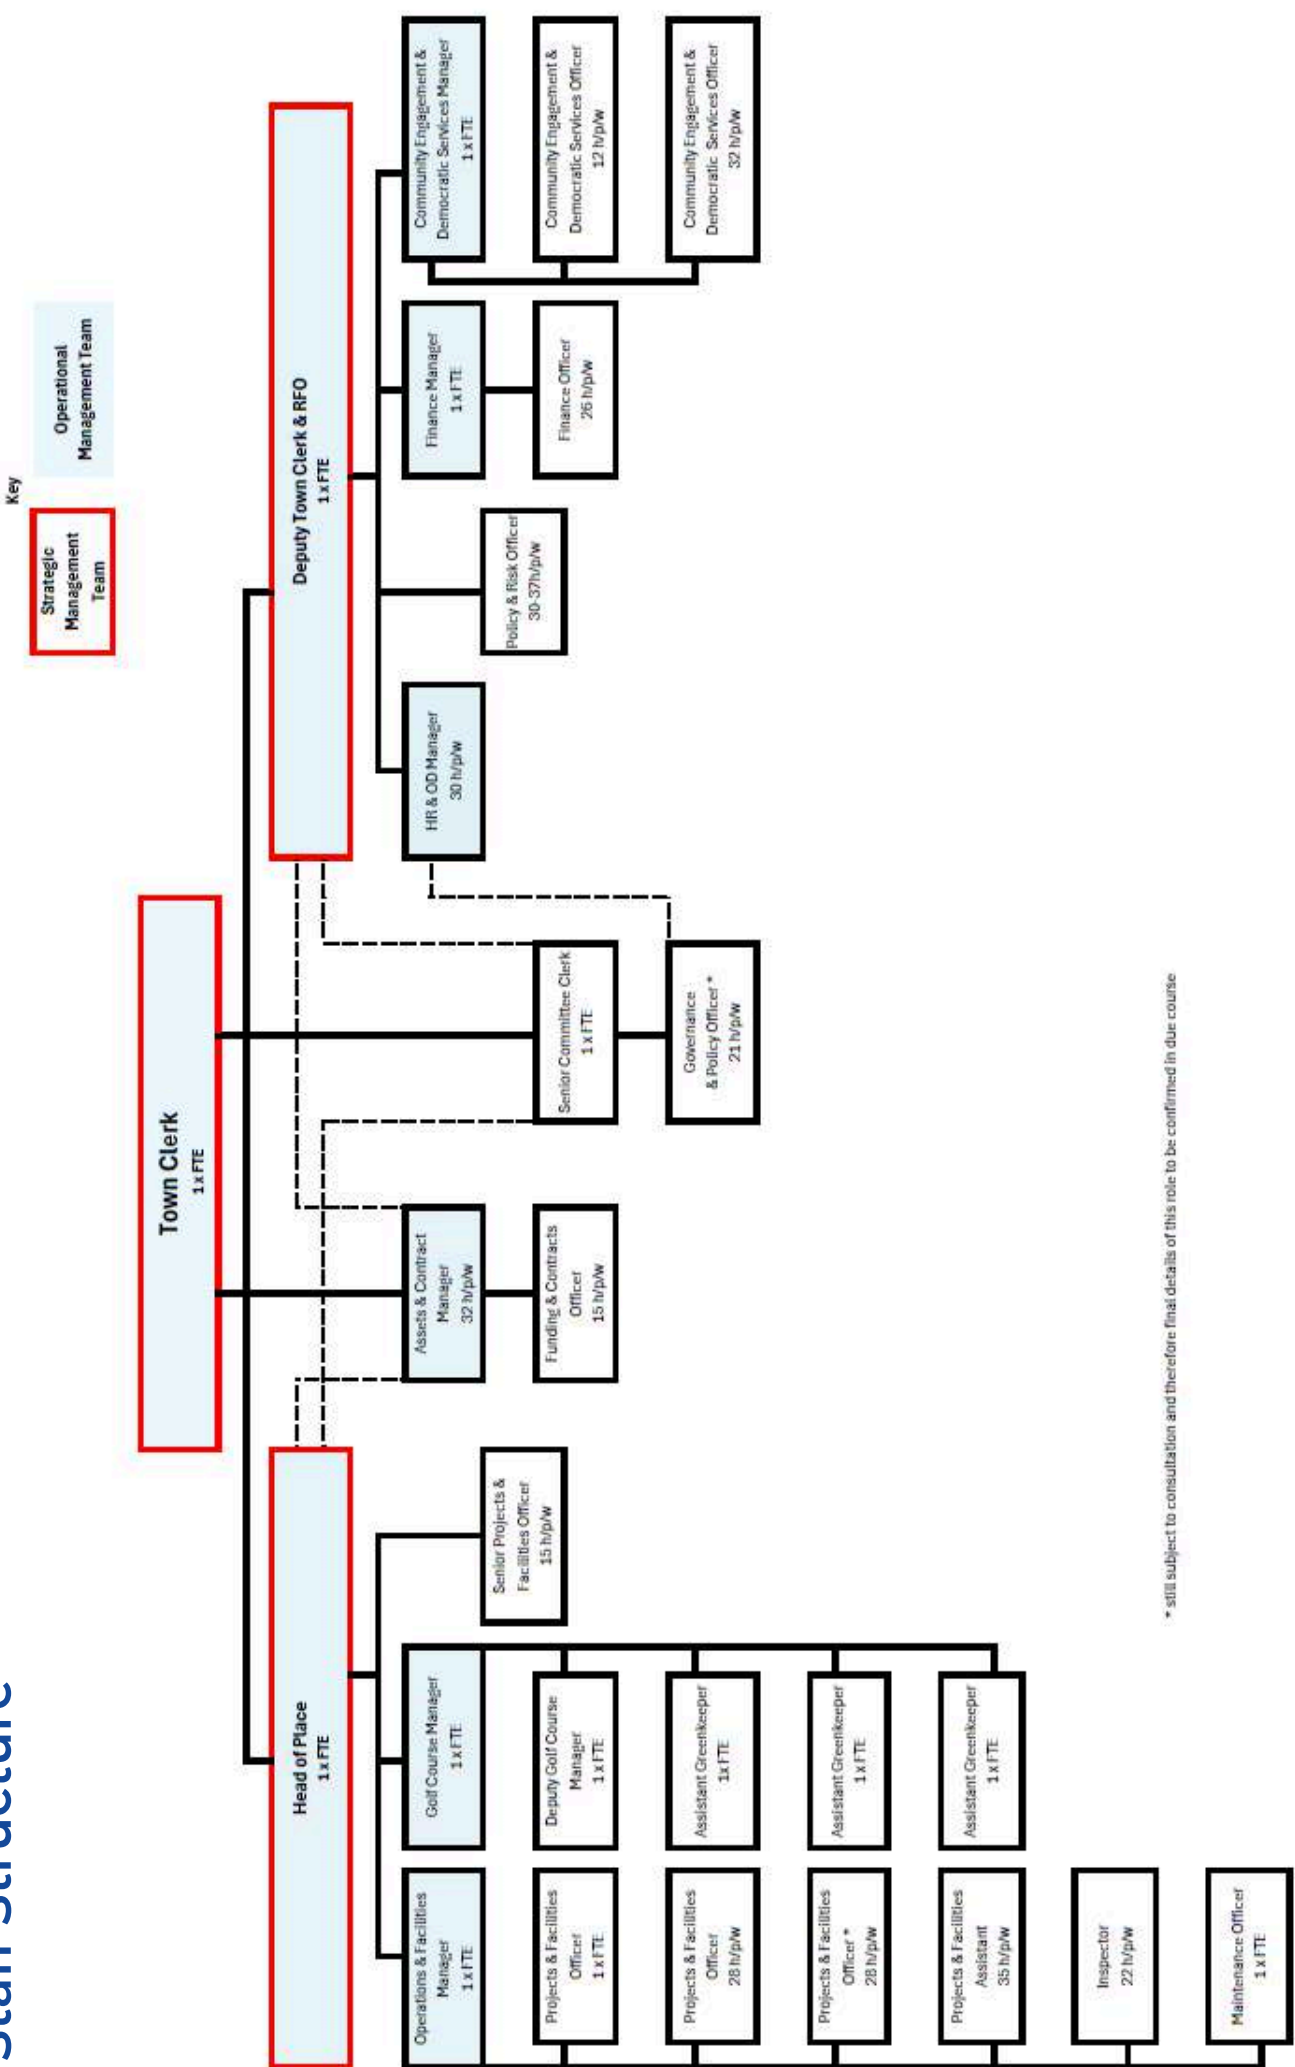 Staff Structure
Key
Strategic
Management
Team
Operational
Management Team
Town Clerk
1 x FTE
Head of Place
1 x FTE
Deputy Town Clerk & RFO
1 x FTE
Operations & Facilities
Manager
1 x FTE
Golf Course Manager
1 x FTE
Senior Projects &
Facilities Officer
15 h/p/w
Assets & Contract
Manager
32 h/p/w
Senior Committee Clerk
1 x FTE
HR & OD Manager
30 h/p/w
Policy & Risk Officer
30-37h/p/w
Finance Manager
1 x FTE
Community Engagement &
Democratic Services Manager
1 x FTE
Projects & Facilities
Officer
1 x FTE
Deputy Golf Course
Manager
1 x FTE
Funding & Contracts
Officer
15 h/p/w
Finance Officer
26 h/p/w
Community Engagement &
Democratic Services Officer
12 h/p/w
Projects & Facilities
Officer
28 h/p/w
Assistant Greenkeeper
1x FTE
Governance
& Policy Officer *
21 h/p/w
Community Engagement &
Democratic Services Officer
32 h/p/w
Projects & Facilities
Officer *
28 h/p/w
Assistant Greenkeeper
1 x FTE
Projects & Facilities
Assistant
35 h/p/w
Assistant Greenkeeper
1 x FTE
Inspector
22 h/p/w
Maintenance Officer
1 x FTE
* still subject to consultation and therefore final details of this role to be confirmed in due course